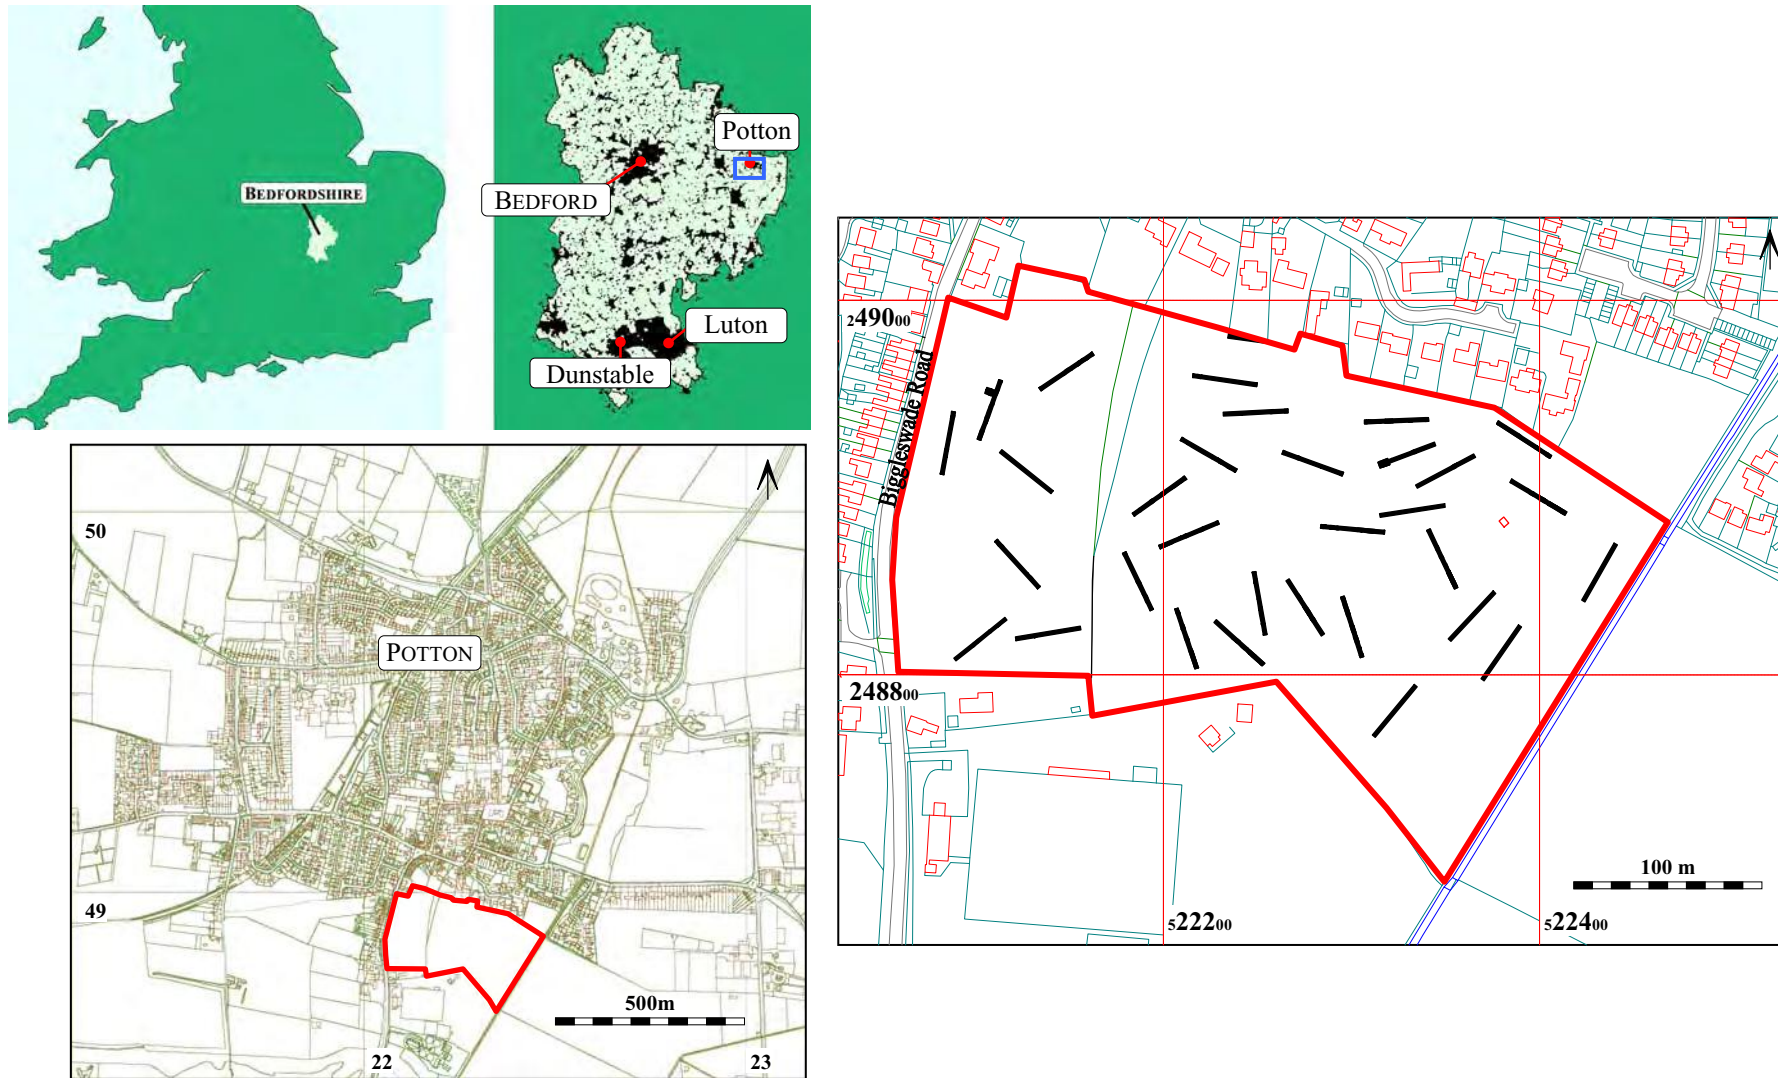 BEDFORDSHIRE
Potton
BEDFORD
Luton
Dunstable
50
POTTON
49
500m
22
23
249000
Biggleswade Road
248800
100 m
522200
522400